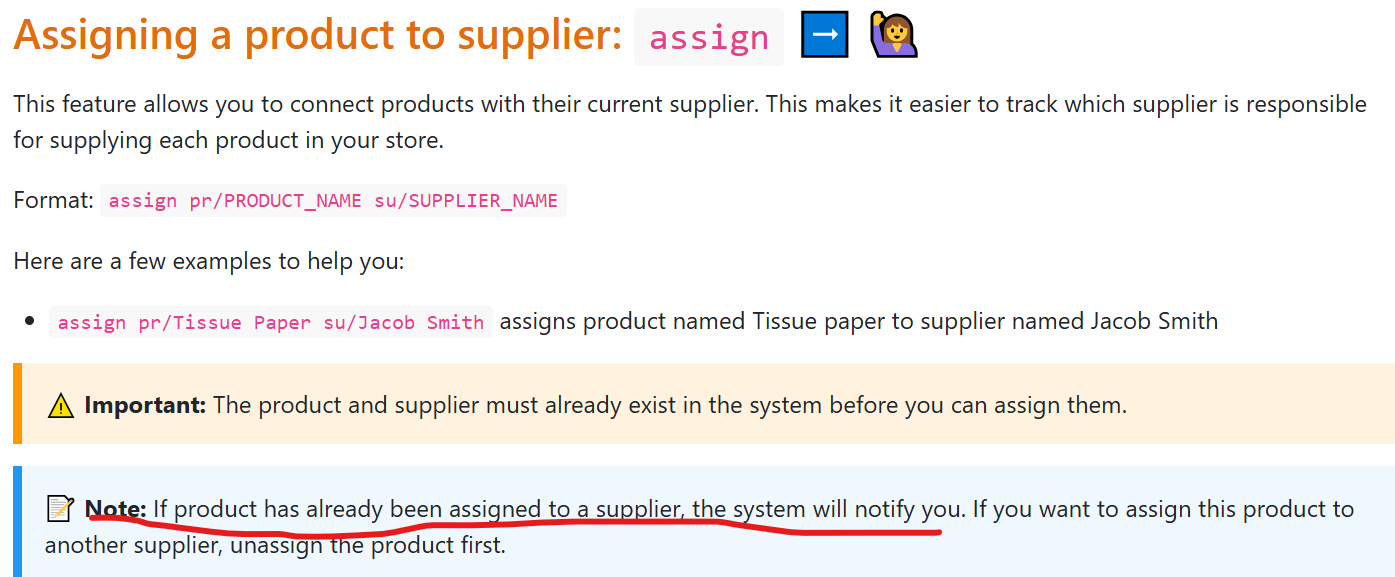 Assigning a product to supplier: assign
This feature allows you to connect products with their current supplier. This makes it easier to track which supplier is responsible
for supplying each product in your store.
Format: assign pr/PRODUCT_NAME su/SUPPLIER_NAME
Here are a few examples to help you:
assign pr/Tissue Paper su/Jacob Smith assigns product named Tissue paper to supplier named Jacob Smith
Important: The product and supplier must already exist in the system before you can assign them.
Note: If product has already been assigned to a supplier, the system will notify you. If you want to assign this product to
another supplier, unassign the product first.